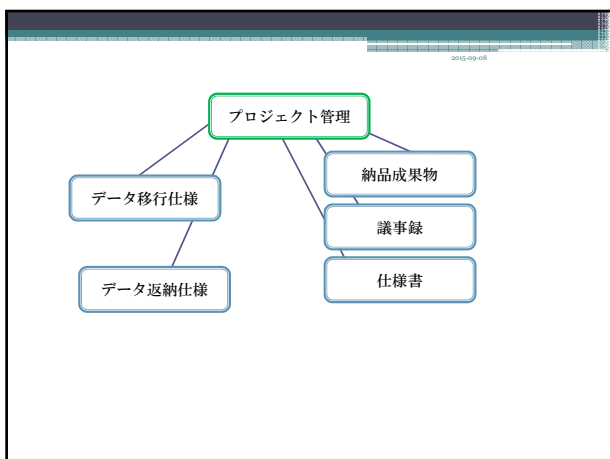 2015-09-08
プロジェクト管理
納品成果物
データ移行仕様
議事録
仕様書
データ返納仕様